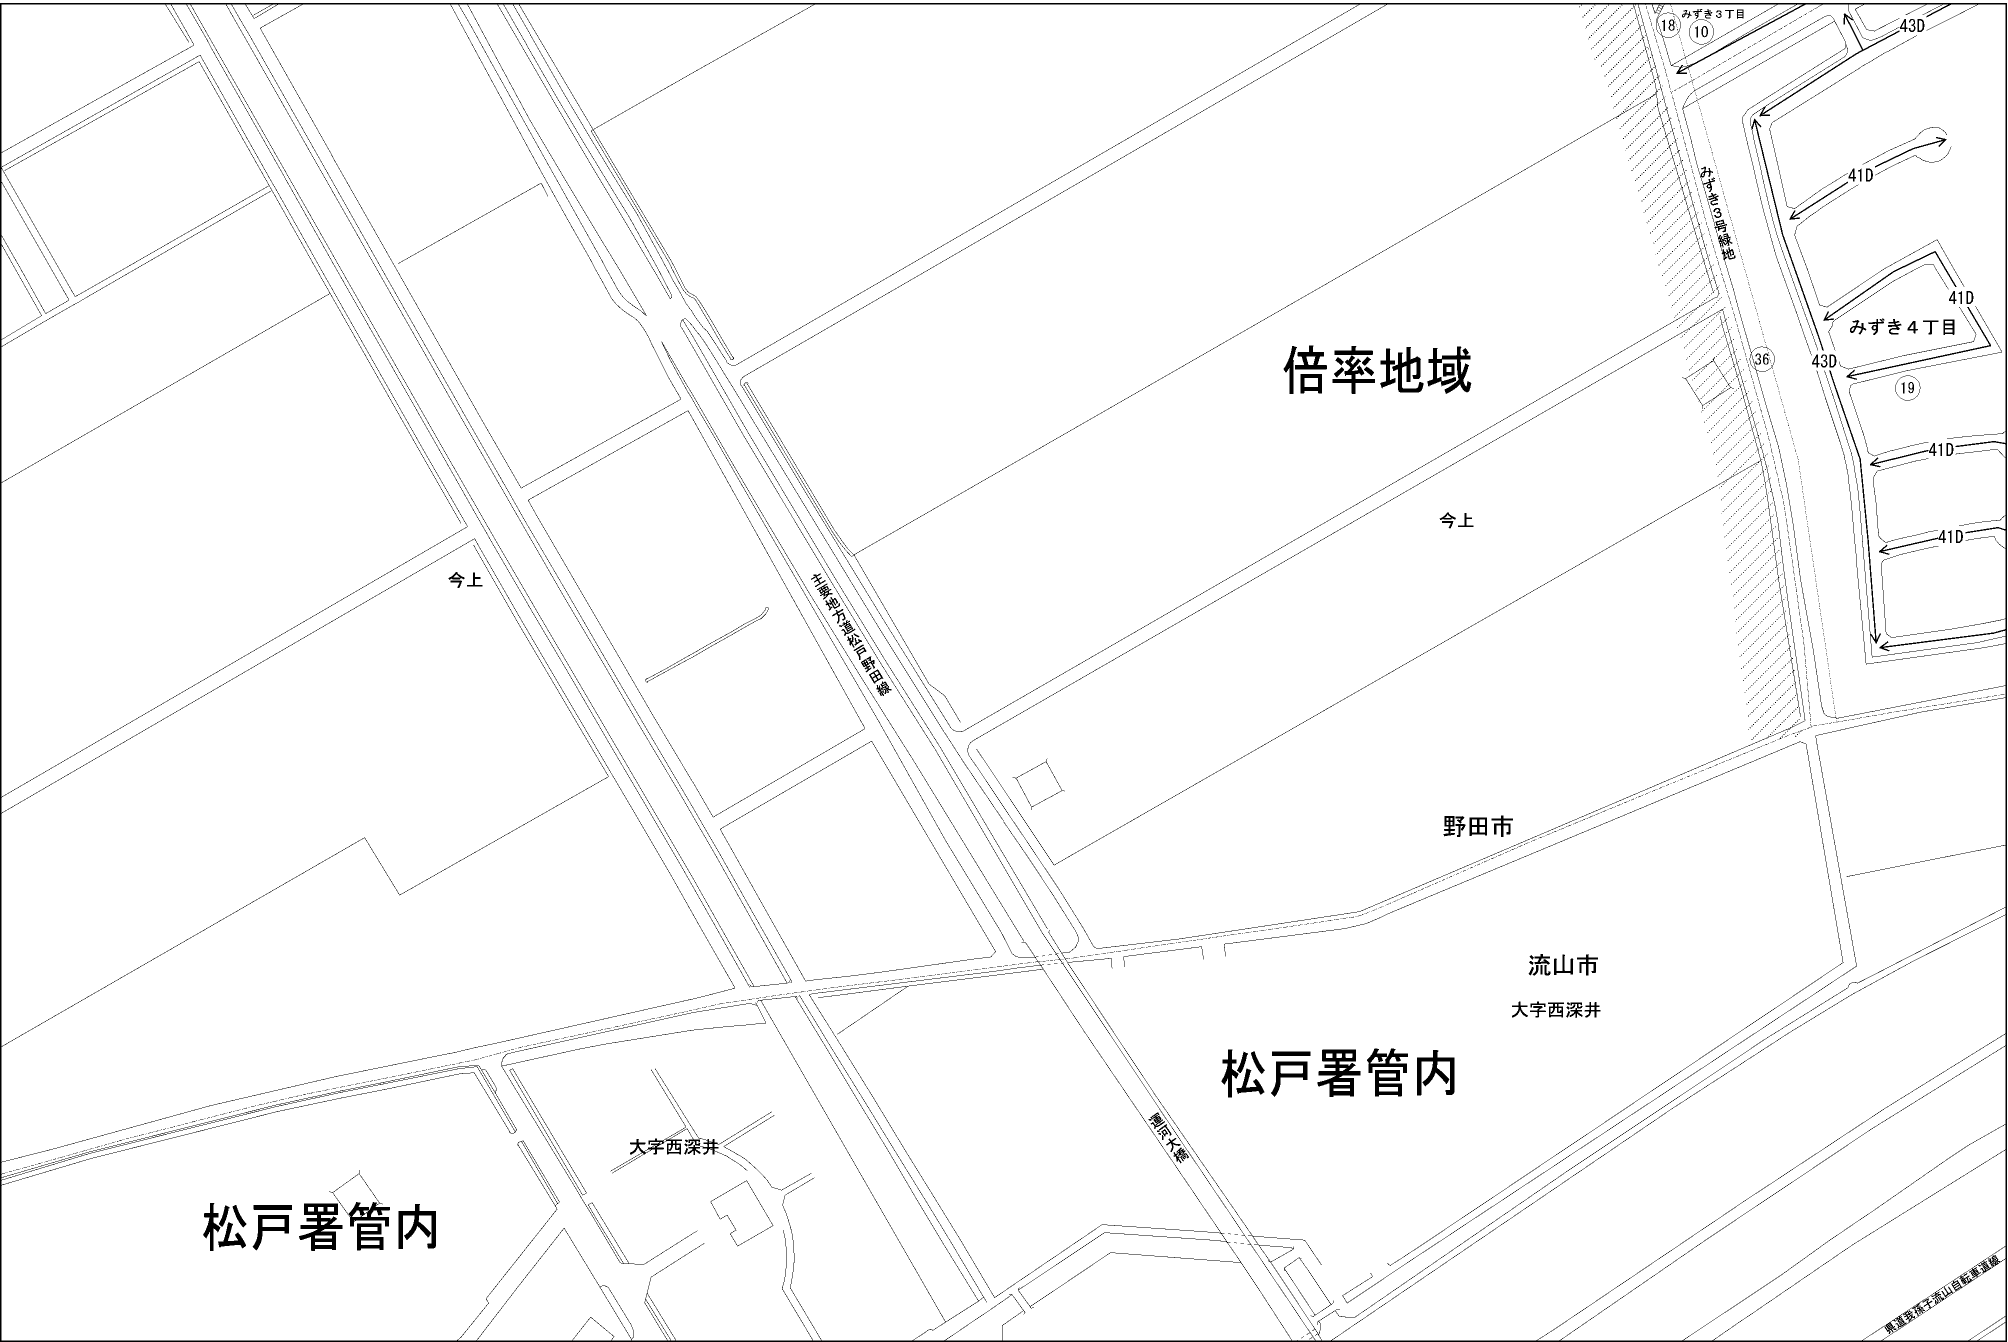 みずき３丁目
18
10
43D
41D
みずき３号緑地
41D
みずき４丁目
倍率地域
36
43D
19
41D
今上
41D
今上
主要地方道松戸野田線
野田市
流山市
大字西深井
松戸署管内
運河大橋
大字西深井
松戸署管内
県道我孫子流山自転車道線